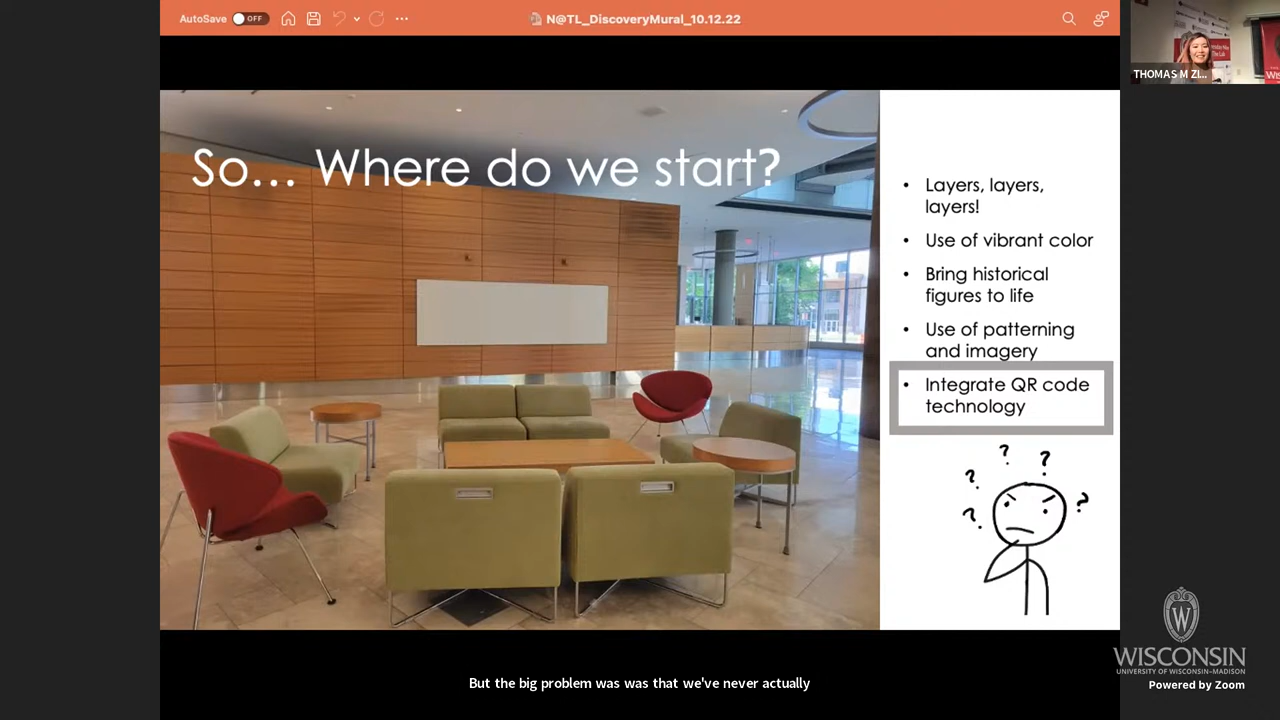 AutoSave OFF
N@TL_DiscoveryMural_10.12.22
THOMAS M ZI...
So... Where do we start?
• Layers, layers,
layers!
• Use of vibrant color
• Bring historical
figures to life
• Use of patterning
and imagery
• Integrate QR code
technology
? ? ? ? ?
W
WISCONSIN
UNIVERSITY OF WISCONSIN–MADISON
Powered by Zoom
But the big problem was was that we've never actually